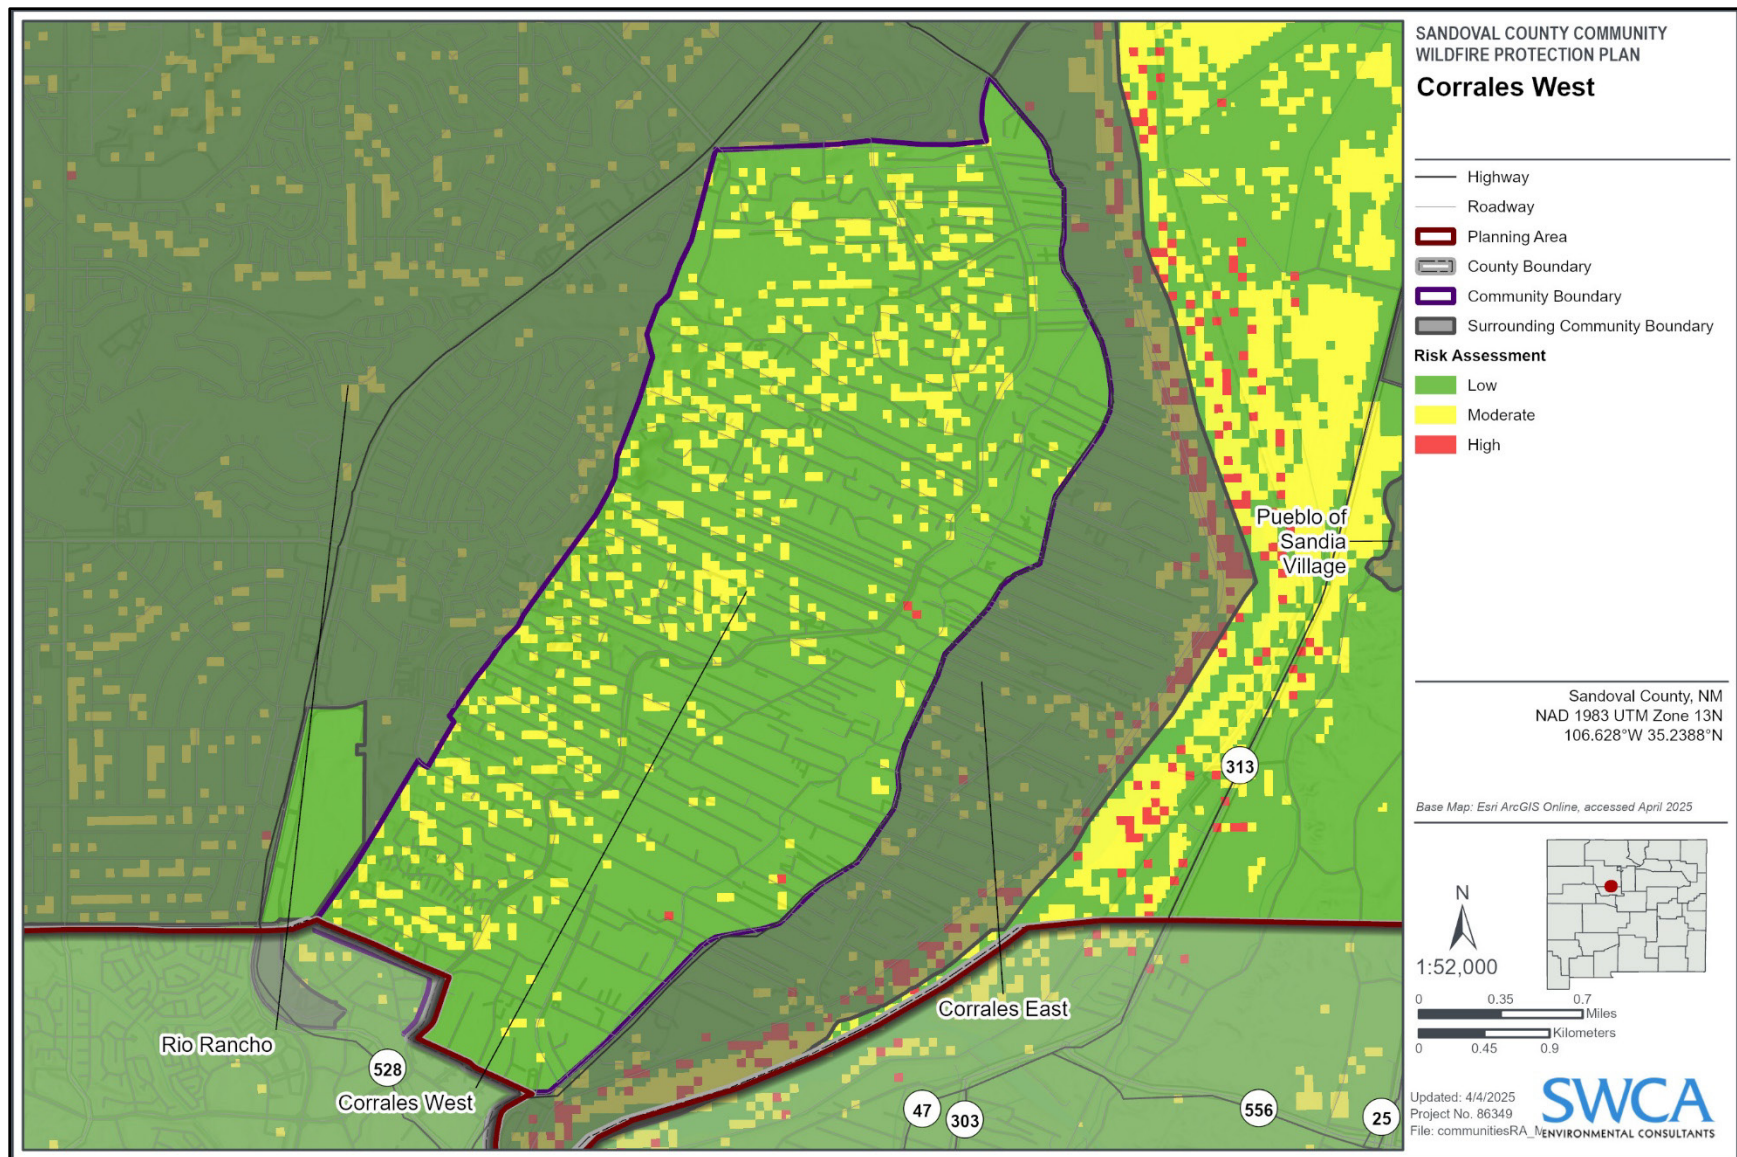 SANDOVAL COUNTY COMMUNITY
WILDFIRE PROTECTION PLAN
Corrales West
Highway
Roadway
Planning Area
County Boundary
Community Boundary
Surrounding Community Boundary
Risk Assessment
Low
Moderate
High
Pueblo of
Sandia
Village
Sandoval County, NM
NAD 1983 UTM Zone 13N
106.628°W 35.2388°N
313
Base Map: Esri ArcGIS Online, accessed April 2025
N
1:52,000
0 0.35 0.7
Miles
Kilometers
0 0.45 0.9
Corrales East
Rio Rancho
528
Corrales West
47
303
556
25
Updated: 4/4/2025
Project No. 86349
File: communitiesRA_M
SWCA
ENVIRONMENTAL CONSULTANTS